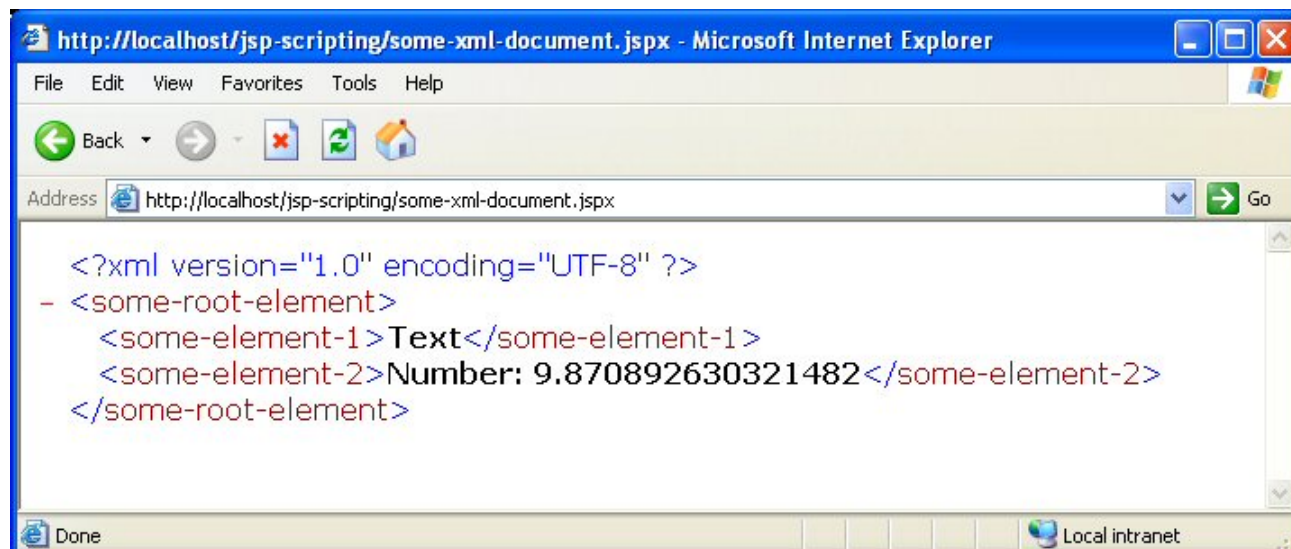 http://localhost/jsp-scripting/some-xml-document.jspx - Microsoft Internet Explorer
File Edit View Favorites Tools Help
Back
Address http://localhost/jsp-scripting/some-xml-document.jspx Go
<?xml version="1.0" encoding="UTF-8" ?>
- <some-root-element>
<some-element-1>Text</some-element-1>
<some-element-2>Number: 9.870892630321482</some-element-2>
</some-root-element>
Done Local intranet